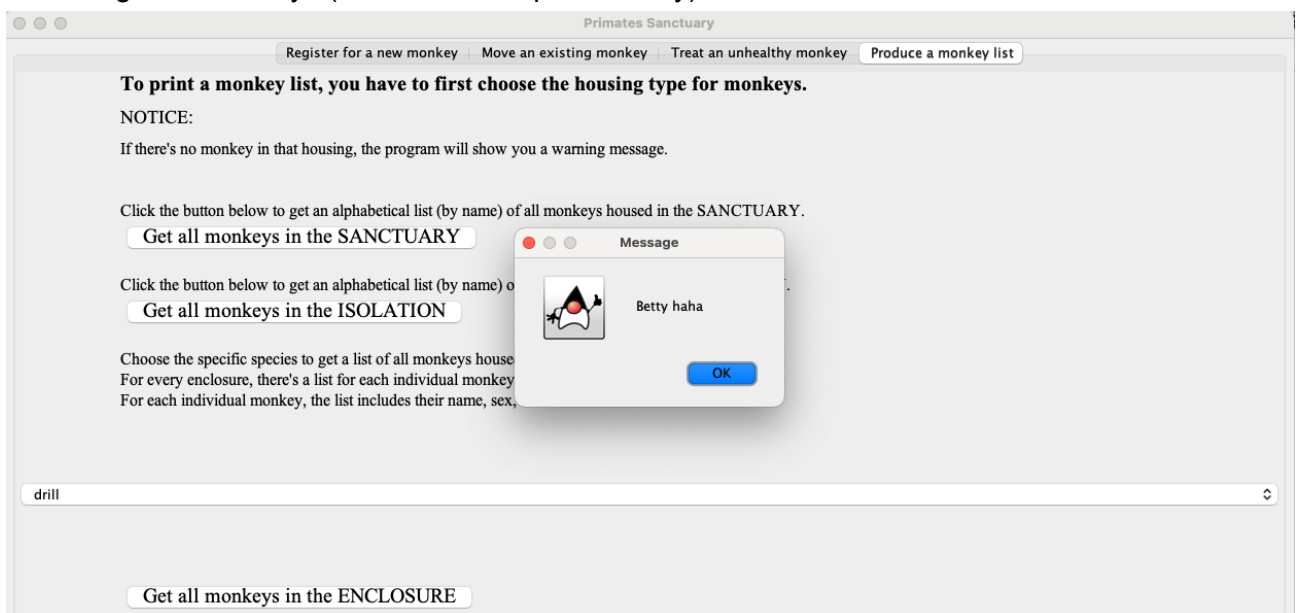 Primates Sanctuary
Register for a new monkey Move an existing monkey Treat an unhealthy monkey Produce a monkey list
To print a monkey list, you have to first choose the housing type for monkeys.
NOTICE:
If there's no monkey in that housing, the program will show you a warning message.
Click the button below to get an alphabetical list (by name) of all monkeys housed in the SANCTUARY.
Get all monkeys in the SANCTUARY
Message
Click the button below to get an alphabetical list (by name) o
Betty haha
Get all monkeys in the ISOLATION
Choose the specific species to get a list of all monkeys house
OK
For every enclosure, there's a list for each individual monkey
For each individual monkey, the list includes their name, sex,
drill
Get all monkeys in the ENCLOSURE